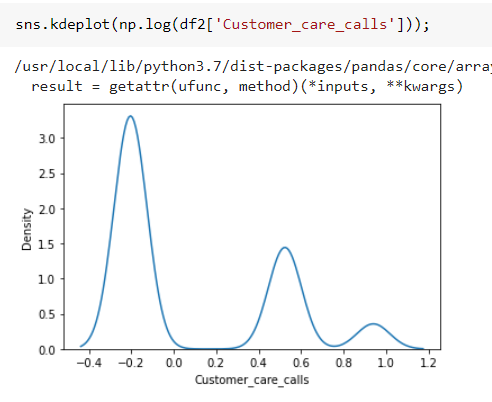 sns.kdeplot(np.log(df2['Customer_care_calls']));
/usr/local/lib/python3.7/dist-packages/pandas/core/array
result = getattr(ufunc, method)(*inputs, **kwargs)
3.0
2.5
2.0
1.5
1.0
0.5
0.0
Density
−0.4 −0.2 0.0 0.2 0.4 0.6 0.8 1.0 1.2
Customer_care_calls